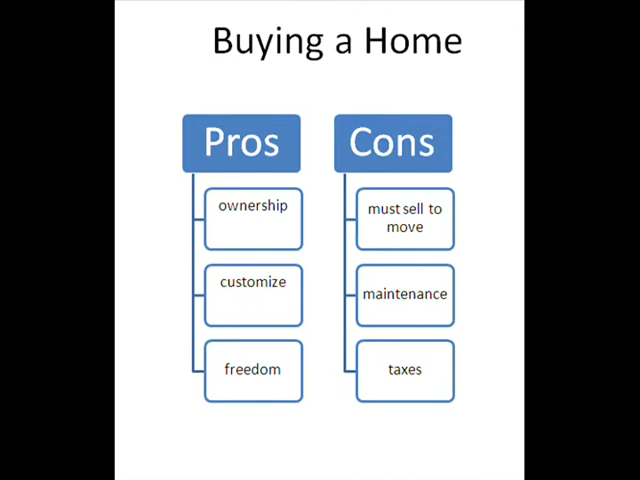 Buying a Home
Pros
Cons
ownership
must sell to
move
customize
maintenance
freedom
taxes